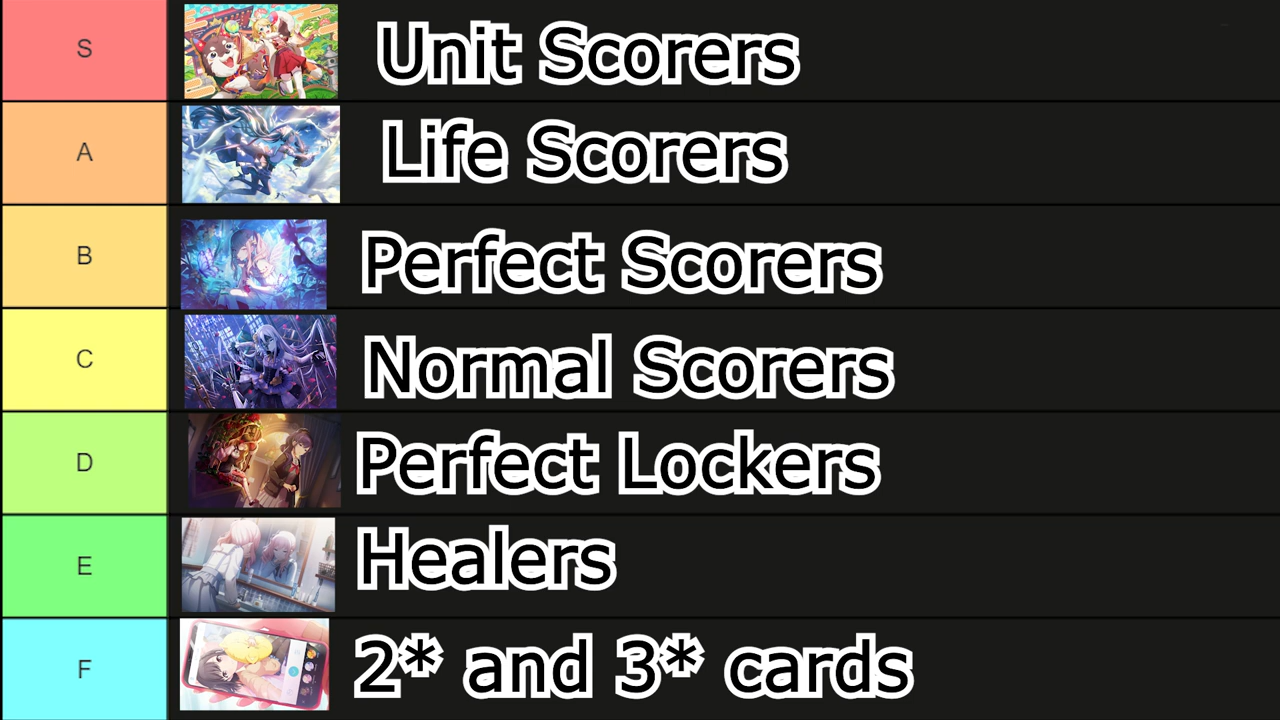 S
Unit Scorers
A
Life Scorers
B
Perfect Scorers
C
Normal Scorers
D
Perfect Lockers
E
Healers
F
2* and 3* cards